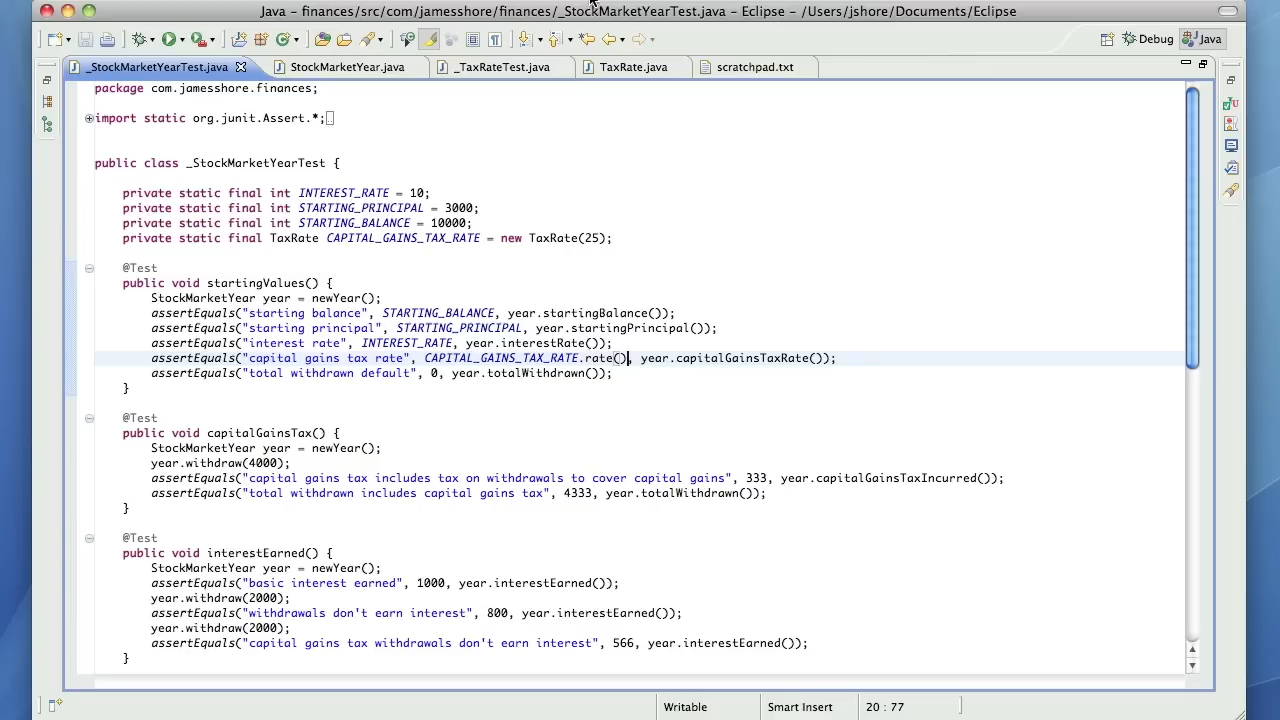 Java – finances/src/com/jamesshore/finances/_StockMarketYearTest.java – Eclipse – /Users/jshore/Documents/Eclipse
Debug
Java
_StockMarketYearTest.java
StockMarketYear.java
_TaxRateTest.java
TaxRate.java
scratchpad.txt
package com.jamesshore.finances;
import static org.junit.Assert.*;
public class _StockMarketYearTest {
private static final int INTEREST_RATE = 10;
private static final int STARTING_PRINCIPAL = 3000;
private static final int STARTING_BALANCE = 10000;
private static final TaxRate CAPITAL_GAINS_TAX_RATE = new TaxRate(25);
@Test
public void startingValues() {
StockMarketYear year = newYear();
assertEquals("starting balance", STARTING_BALANCE, year.startingBalance());
assertEquals("starting principal", STARTING_PRINCIPAL, year.startingPrincipal());
assertEquals("interest rate", INTEREST_RATE, year.interestRate());
assertEquals("capital gains tax rate", CAPITAL_GAINS_TAX_RATE.rate(), year.capitalGainsTaxRate());
assertEquals("total withdrawn default", 0, year.totalWithdrawn());
}
@Test
public void capitalGainsTax() {
StockMarketYear year = newYear();
year.withdraw(4000);
assertEquals("capital gains tax includes tax on withdrawals to cover capital gains", 333, year.capitalGainsTaxIncurred());
assertEquals("total withdrawn includes capital gains tax", 4333, year.totalWithdrawn());
}
@Test
public void interestEarned() {
StockMarketYear year = newYear();
assertEquals("basic interest earned", 1000, year.interestEarned());
year.withdraw(2000);
assertEquals("withdrawals don't earn interest", 800, year.interestEarned());
year.withdraw(2000);
assertEquals("capital gains tax withdrawals don't earn interest", 566, year.interestEarned());
}
Writable
Smart Insert
20 : 77